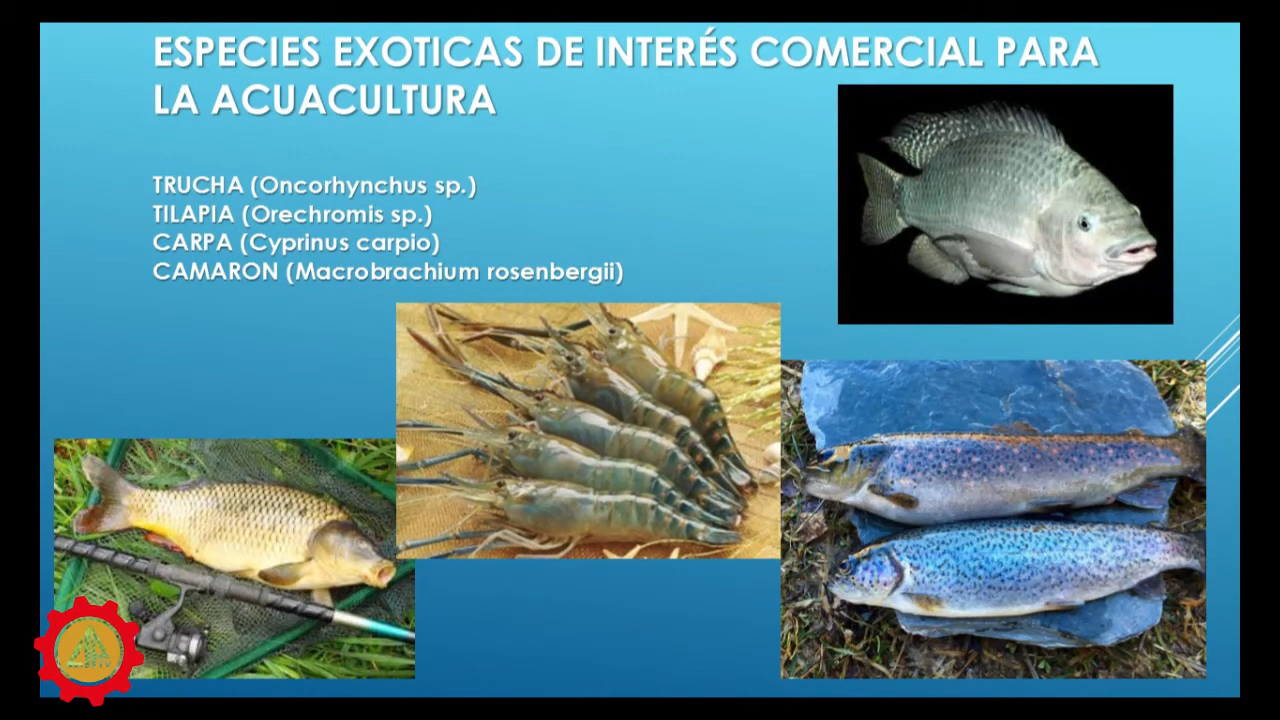 ESPECIES EXOTICAS DE INTERÉS COMERCIAL PARA
LA ACUACULTURA
TRUCHA (Oncorhynchus sp.)
TILAPIA (Orechromis sp.)
CARPA (Cyprinus carpio)
CAMARON (Macrobrachium rosenbergii)